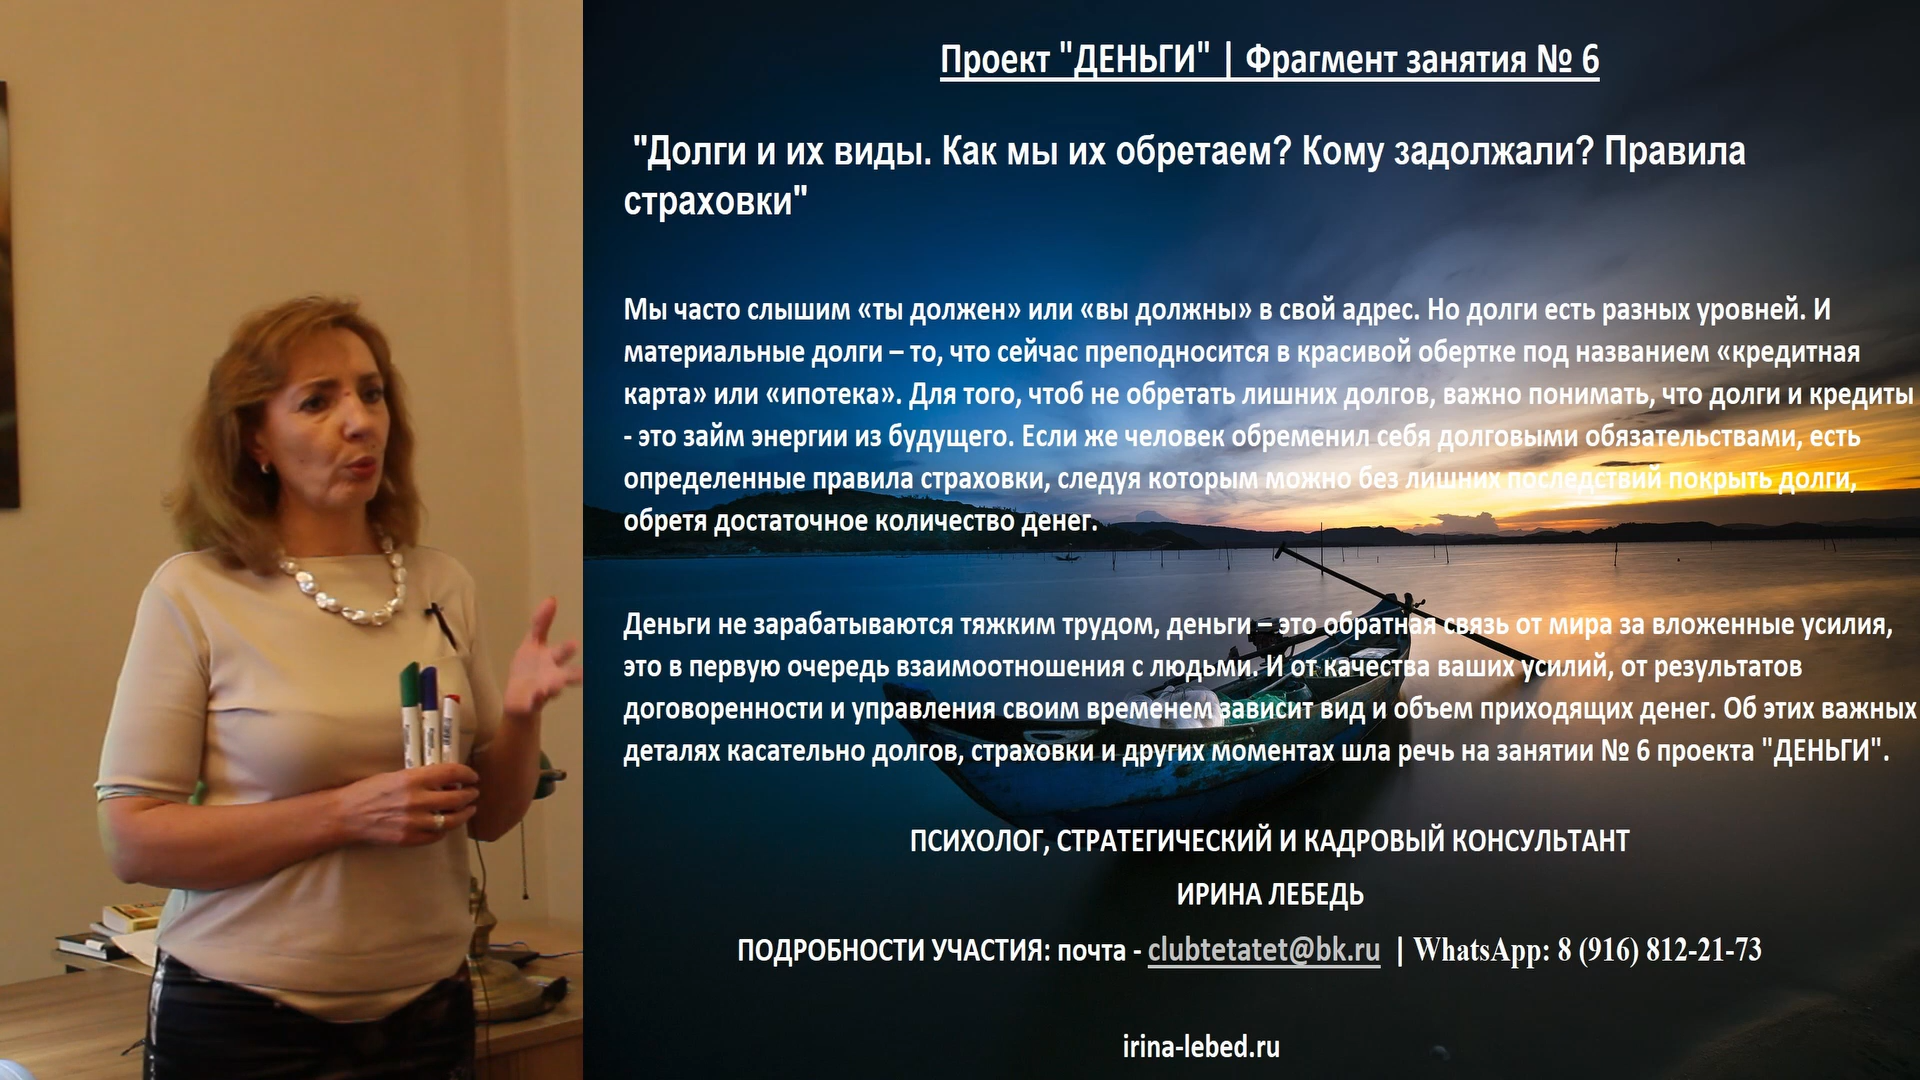 Проект "ДЕНЬГИ" | Фрагмент занятия № 6
"Долги и их виды. Как мы их обретаем? Кому задолжали? Правила
страховки"
Мы часто слышим «ты должен» или «вы должны» в свой адрес. Но долги есть разных уровней. И
материальные долги – то, что сейчас преподносится в красивой обертке под названием «кредитная
карта» или «ипотека». Для того, чтоб не обретать лишних долгов, важно понимать, что долги и кредиты
- это займ энергии из будущего. Если же человек обременил себя долговыми обязательствами, есть
определенные правила страховки, следуя которым можно без лишних последствий покрыть долги,
обретя достаточное количество денег.
Деньги не зарабатываются тяжким трудом, деньги – это обратная связь от мира за вложенные усилия,
это в первую очередь взаимоотношения с людьми. И от качества ваших усилий, от результатов
договоренности и управления своим временем зависит вид и объем приходящих денег. Об этих важных
деталях касательно долгов, страховки и других моментах шла речь на занятии № 6 проекта "ДЕНЬГИ".
ПСИХОЛОГ, СТРАТЕГИЧЕСКИЙ И КАДРОВЫЙ КОНСУЛЬТАНТ
ИРИНА ЛЕБЕДЬ
ПОДРОБНОСТИ УЧАСТИЯ: почта - clubtetatet@bk.ru | WhatsApp: 8 (916) 812-21-73
irina-lebed.ru